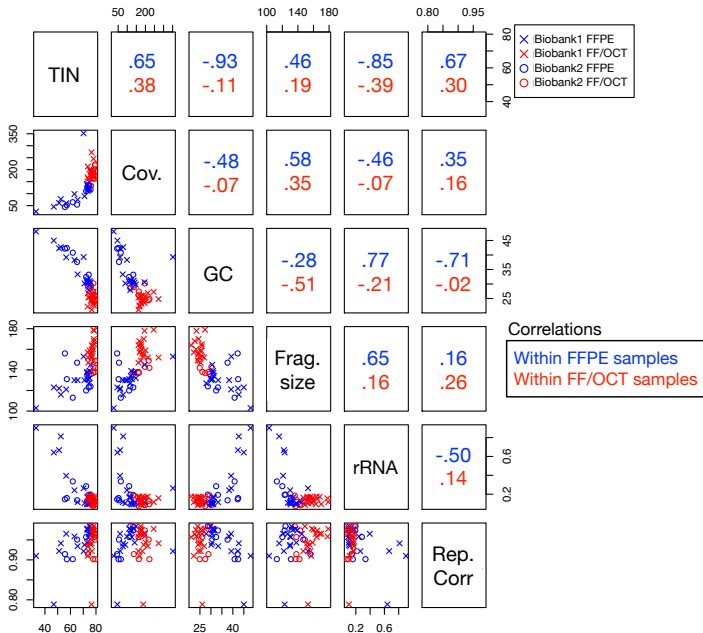 50 150 300
100 140 180
0.80 0.95
TIN
.65
.38
-.93
-.11
.46
.19
-.85
-.39
.67
.30
40 60 80
Biobank1 FFPE
Biobank1 FF/OCT
Biobank2 FFPE
Biobank2 FF/OCT
50 200 350
Cov.
-.48
-.07
.58
.35
-.46
-.07
.35
.16
GC
-.28
-.51
.77
-.21
-.71
-.02
25 35 45
100 140 180
Frag.
size
.65
.16
.16
.26
Correlations
Within FFPE samples
Within FF/OCT samples
rRNA
-.50
.14
0.2 0.6
0.80 0.90
Rep.
Corr
40 60 80
25 35 45
0.2 0.6